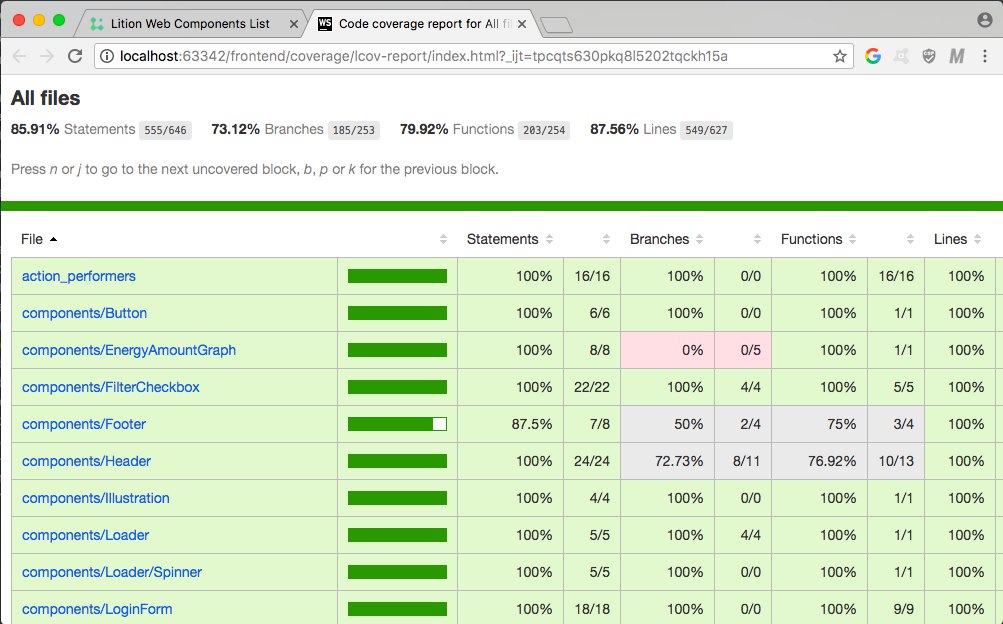 Lition Web Components List
WS Code coverage report for All fi
localhost:63342/frontend/coverage/lcov-report/index.html?_ijt=tpcqts630pkq8l5202tqckh15a
All files
85.91% Statements 555/646 73.12% Branches 185/253 79.92% Functions 203/254 87.56% Lines 549/627
Press n or j to go to the next uncovered block, b, p or k for the previous block.
File Statements Branches Functions Lines
action_performers 100% 16/16 100% 0/0 100% 16/16 100%
components/Button 100% 6/6 100% 0/0 100% 1/1 100%
components/EnergyAmountGraph 100% 8/8 0% 0/5 100% 1/1 100%
components/FilterCheckbox 100% 22/22 100% 4/4 100% 5/5 100%
components/Footer 87.5% 7/8 50% 2/4 75% 3/4 100%
components/Header 100% 24/24 72.73% 8/11 76.92% 10/13 100%
components/Illustration 100% 4/4 100% 0/0 100% 1/1 100%
components/Loader 100% 5/5 100% 4/4 100% 1/1 100%
components/Loader/Spinner 100% 5/5 100% 0/0 100% 1/1 100%
components/LoginForm 100% 18/18 100% 0/0 100% 9/9 100%